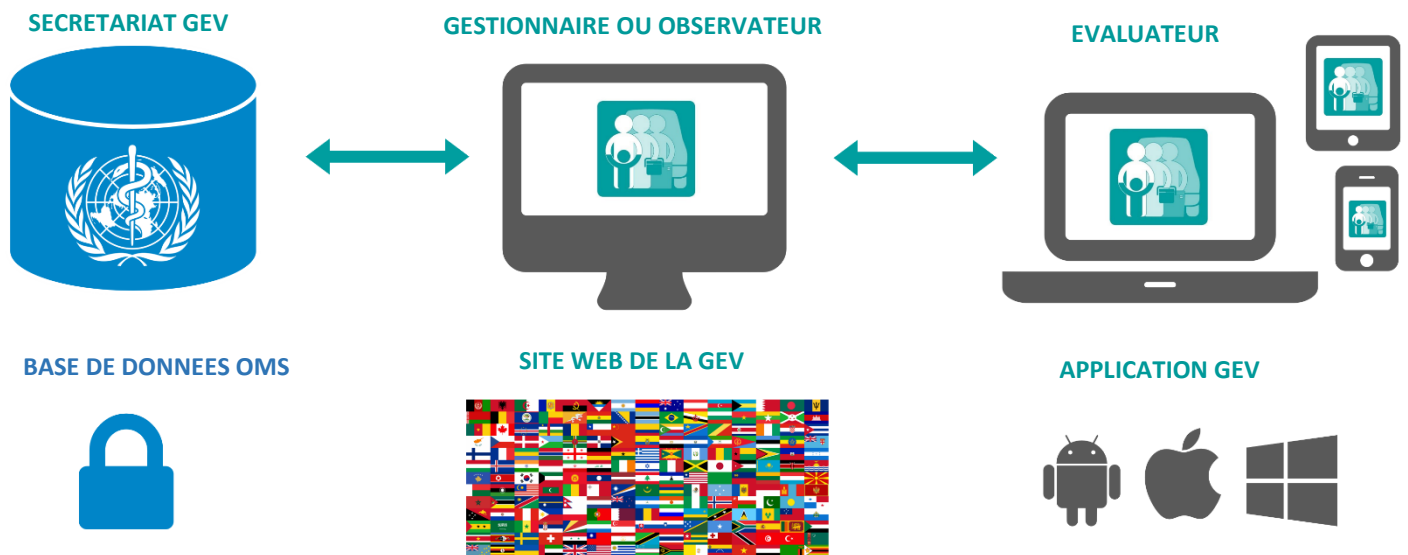 SECRETARIAT GEV
GESTIONNAIRE OU OBSERVATEUR
EVALUATEUR
BASE DE DONNEES OMS
SITE WEB DE LA GEV
APPLICATION GEV